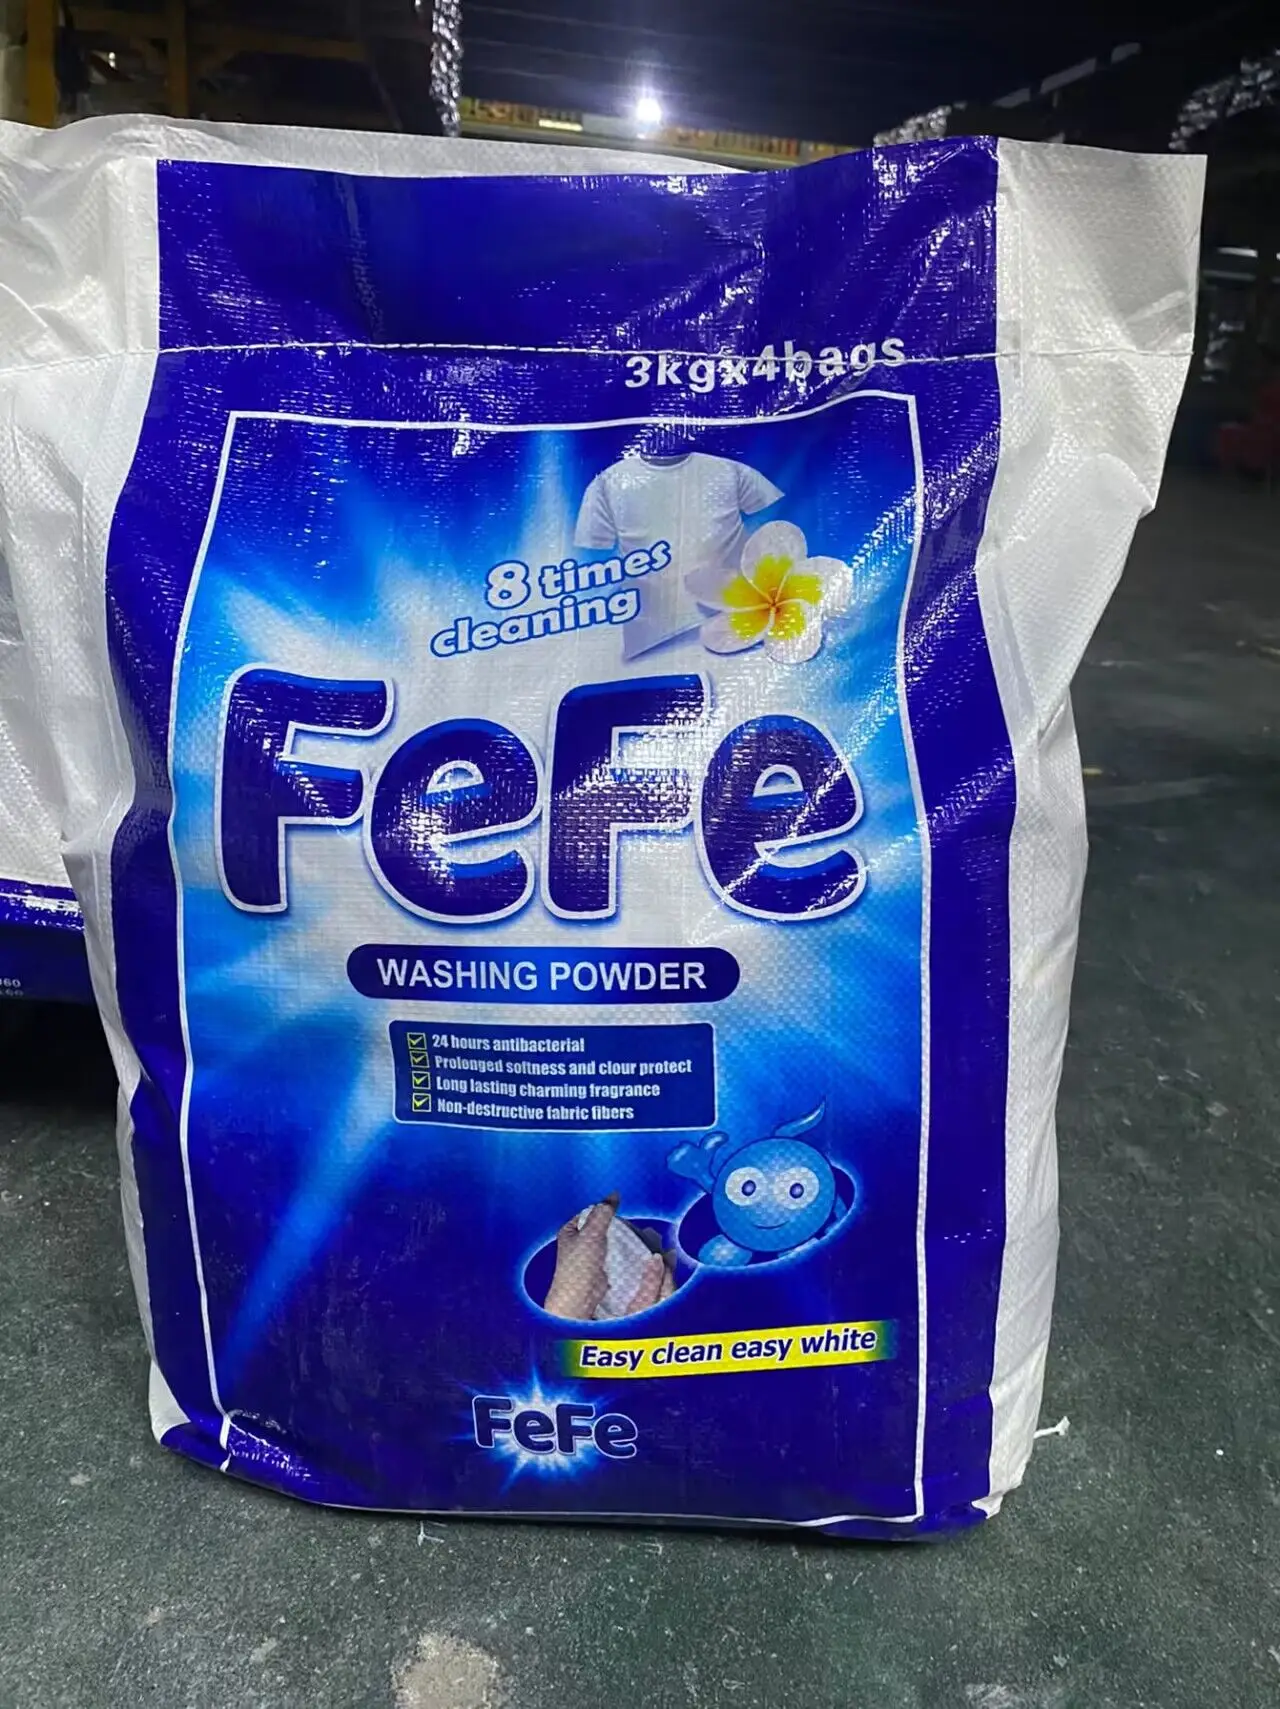 3kgx4bags
8 times
cleaning
FeFe
WASHING POWDER
24 hours antibacterial
Prolonged softness and clour protect
Long lasting charming fragrance
Non-destructive fabric fibers
Easy clean easy white
FeFe